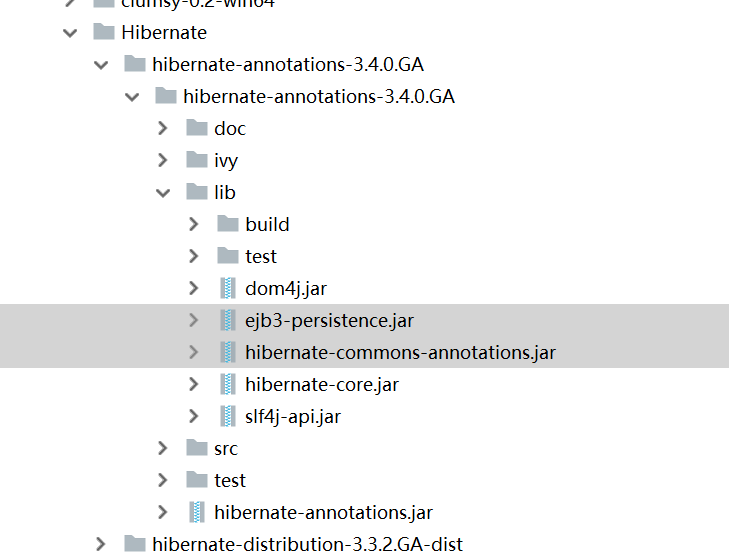 clumsy-0.2-win64
Hibernate
hibernate-annotations-3.4.0.GA
hibernate-annotations-3.4.0.GA
doc
ivy
lib
build
test
dom4j.jar
ejb3-persistence.jar
hibernate-commons-annotations.jar
hibernate-core.jar
slf4j-api.jar
src
test
hibernate-annotations.jar
hibernate-distribution-3.3.2.GA-dist